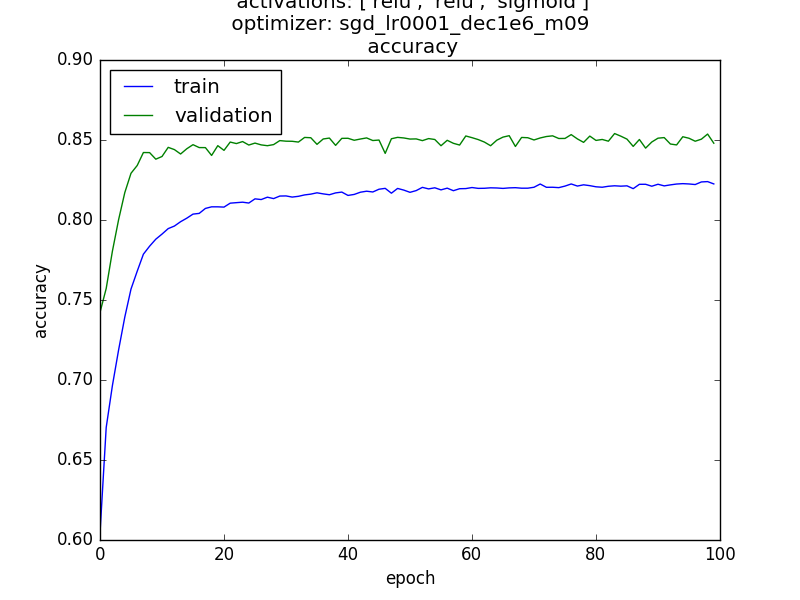 activations: ['relu', 'relu', 'sigmoid']
optimizer: sgd_lr0001_dec1e6_m09
accuracy
0.90
train
validation
0.85
0.80
0.75
accuracy
0.70
0.65
0.60
0 20 40 60 80 100
epoch